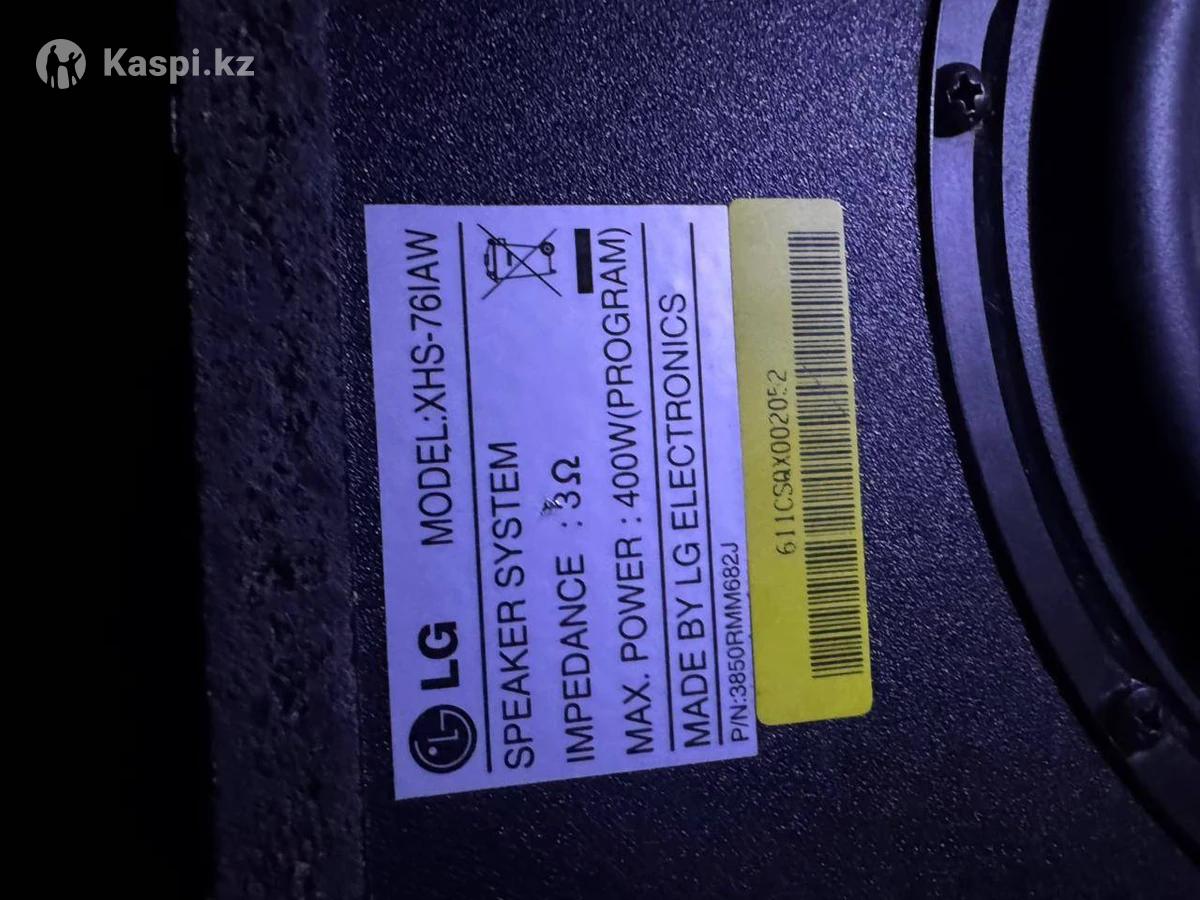 Kaspi.kz
LG MODEL:XHS-76IAW
SPEAKER SYSTEM
IMPEDANCE : 3Ω
MAX. POWER : 400W(PROGRAM)
MADE BY LG ELECTRONICS
P/N:3850RMM682J
611CSQX002052